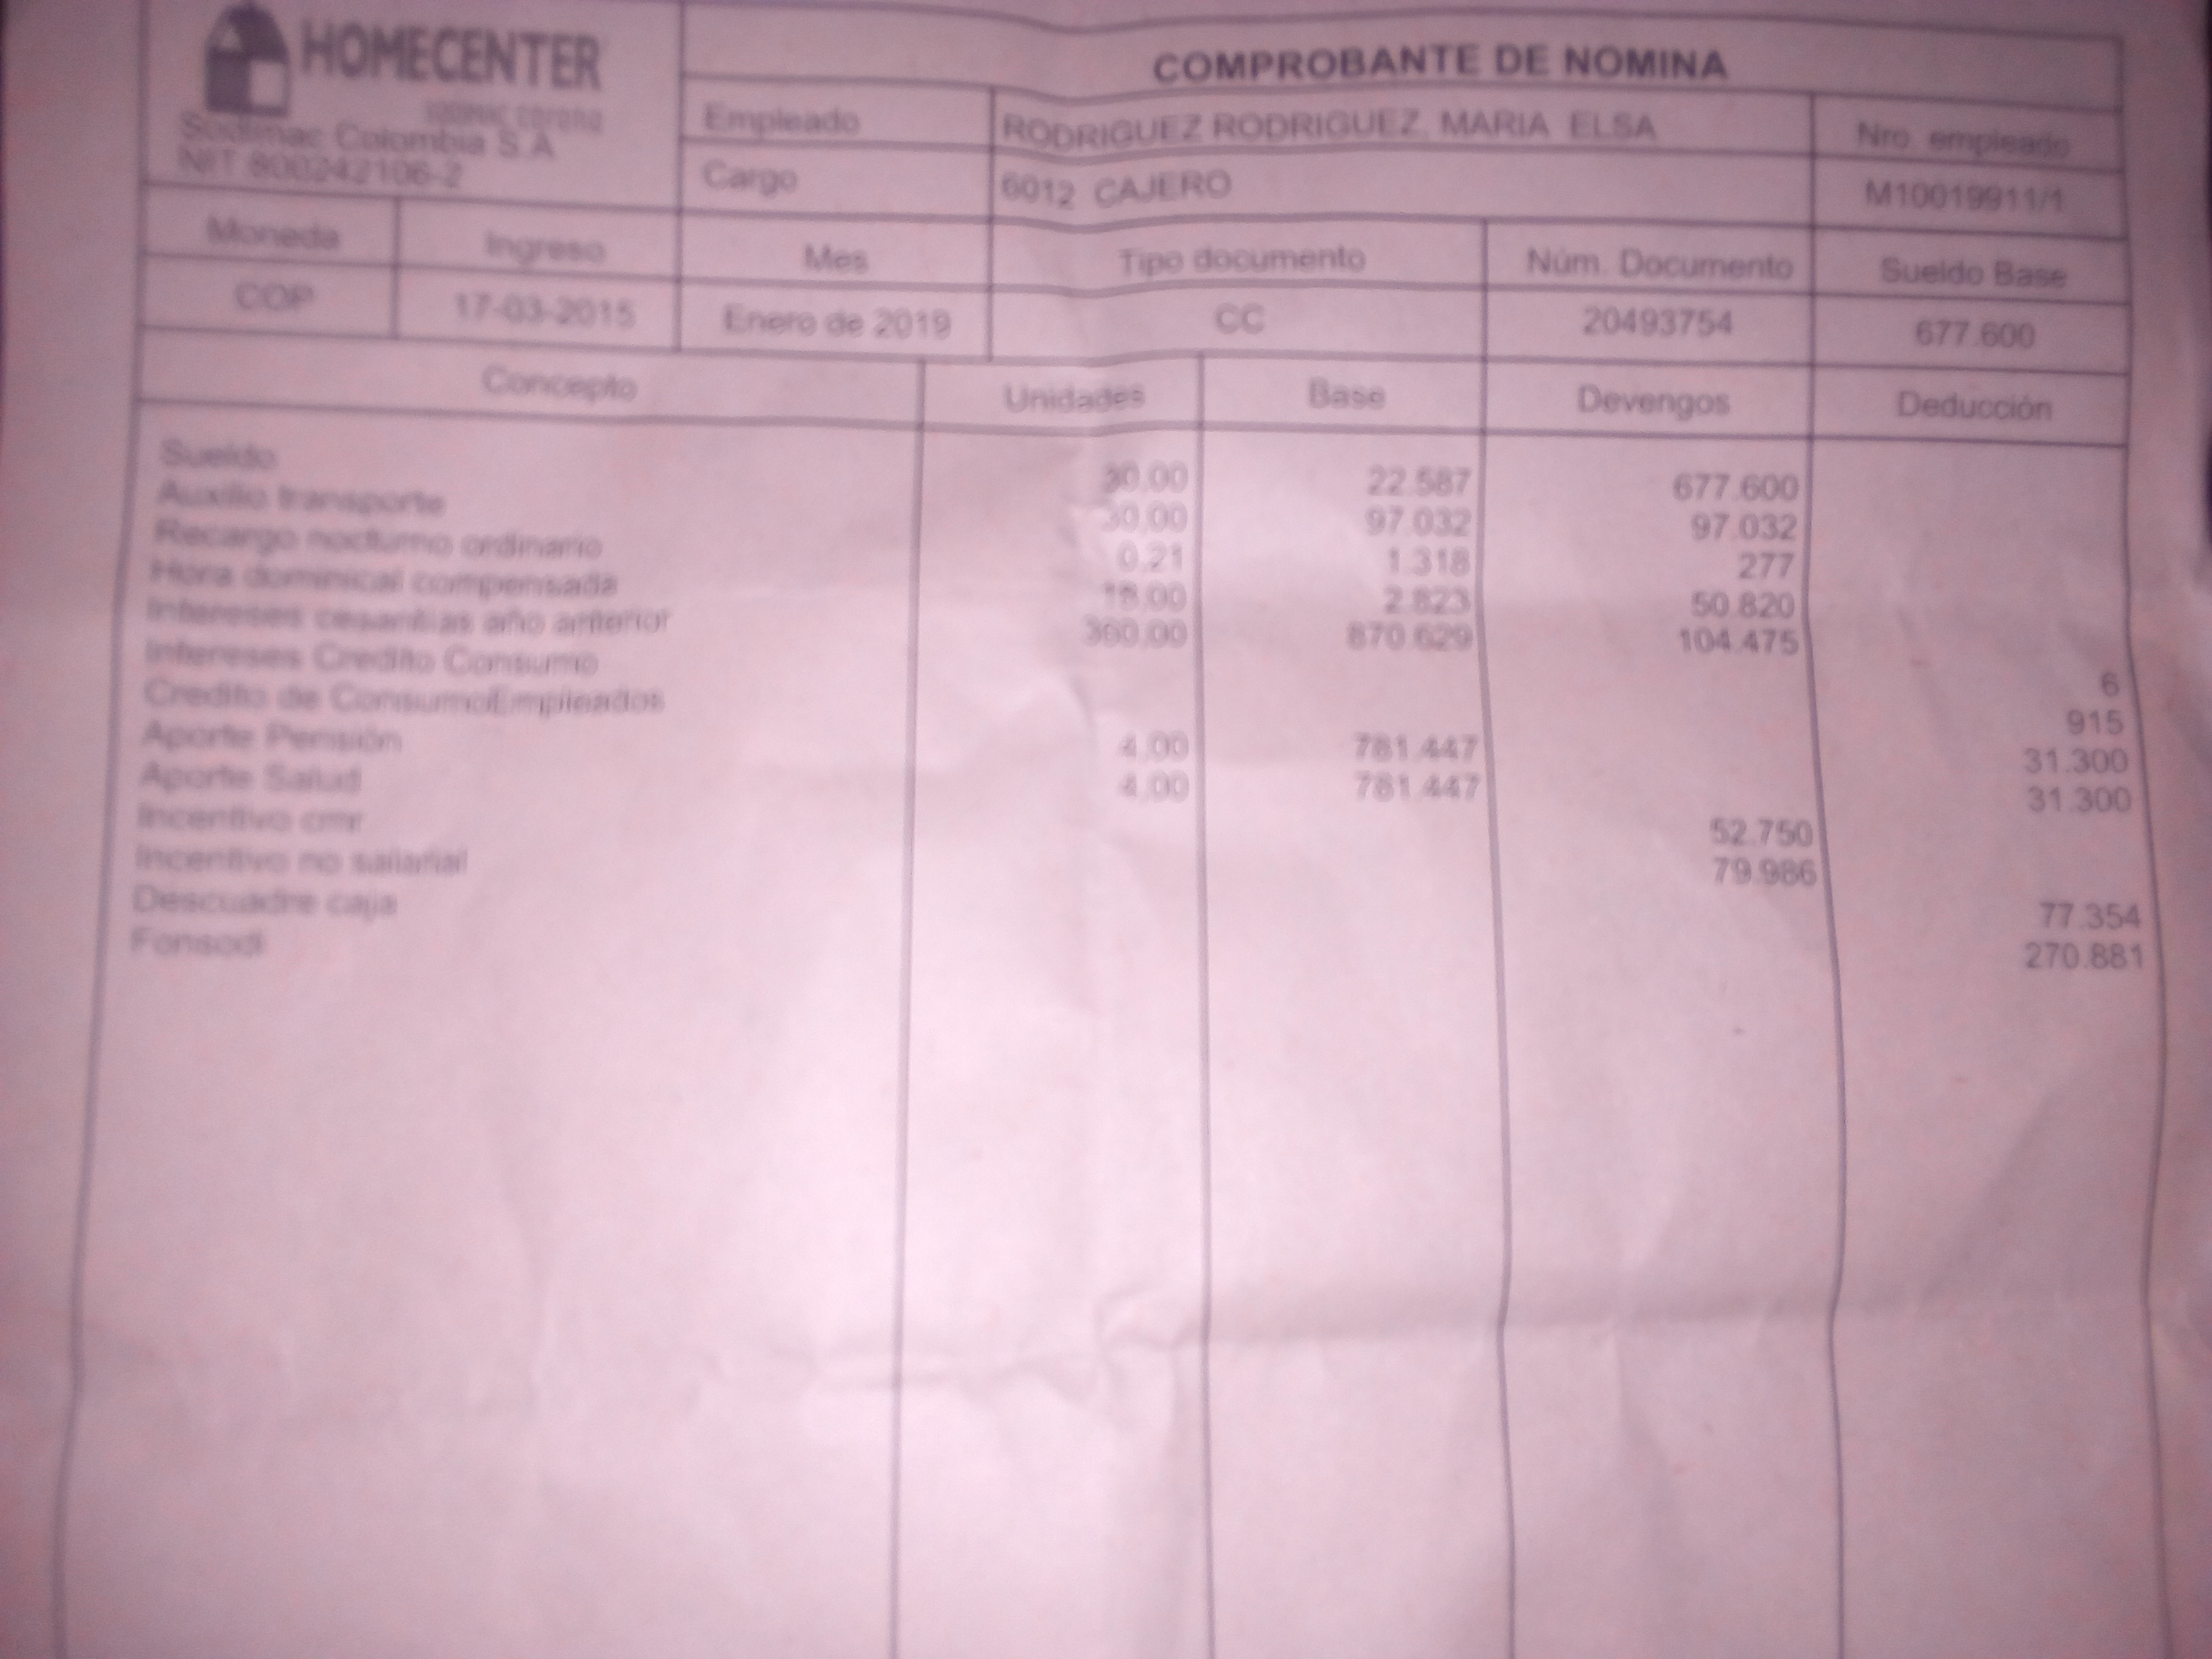 HOMECENTER
sodimac corona
Sodimac Colombia S.A
NIT 800242106-2
COMPROBANTE DE NOMINA
Empleado RODRIGUEZ RODRIGUEZ, MARIA ELSA Nro. empleado
Cargo 6012 CAJERO M10019911/1
Moneda Ingreso Mes Tipo documento Núm. Documento Sueldo Base
COP 17-03-2015 Enero de 2019 CC 20493754 677.600
Concepto Unidades Base Devengos Deducción
Sueldo 30.00 22.587 677.600
Auxilio transporte 30.00 97.032 97.032
Recargo nocturno ordinario 0.21 1.318 277
Hora dominical compensada 18.00 2.823 50.820
Intereses cesantias año anterior 360.00 870.629 104.475
Intereses Credito Consumo 6
Credito de ConsumoEmpleados 915
Aporte Pensión 4.00 781.447 31.300
Aporte Salud 4.00 781.447 31.300
Incentivo cmr 52.750
Incentivo no salarial 79.986
Descuadre caja 77.354
Fonsodi 270.881